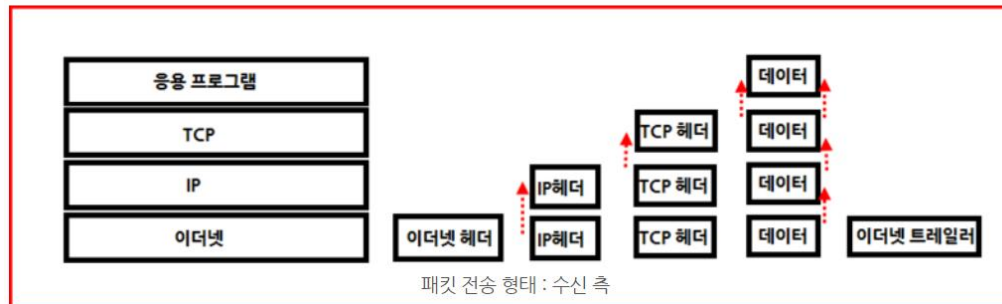 응용 프로그램 데이터
TCP TCP 헤더 데이터
IP IP헤더 TCP 헤더 데이터
이더넷 이더넷 헤더 IP헤더 TCP 헤더 데이터 이더넷 트레일러
패킷 전송 형태 : 수신 측